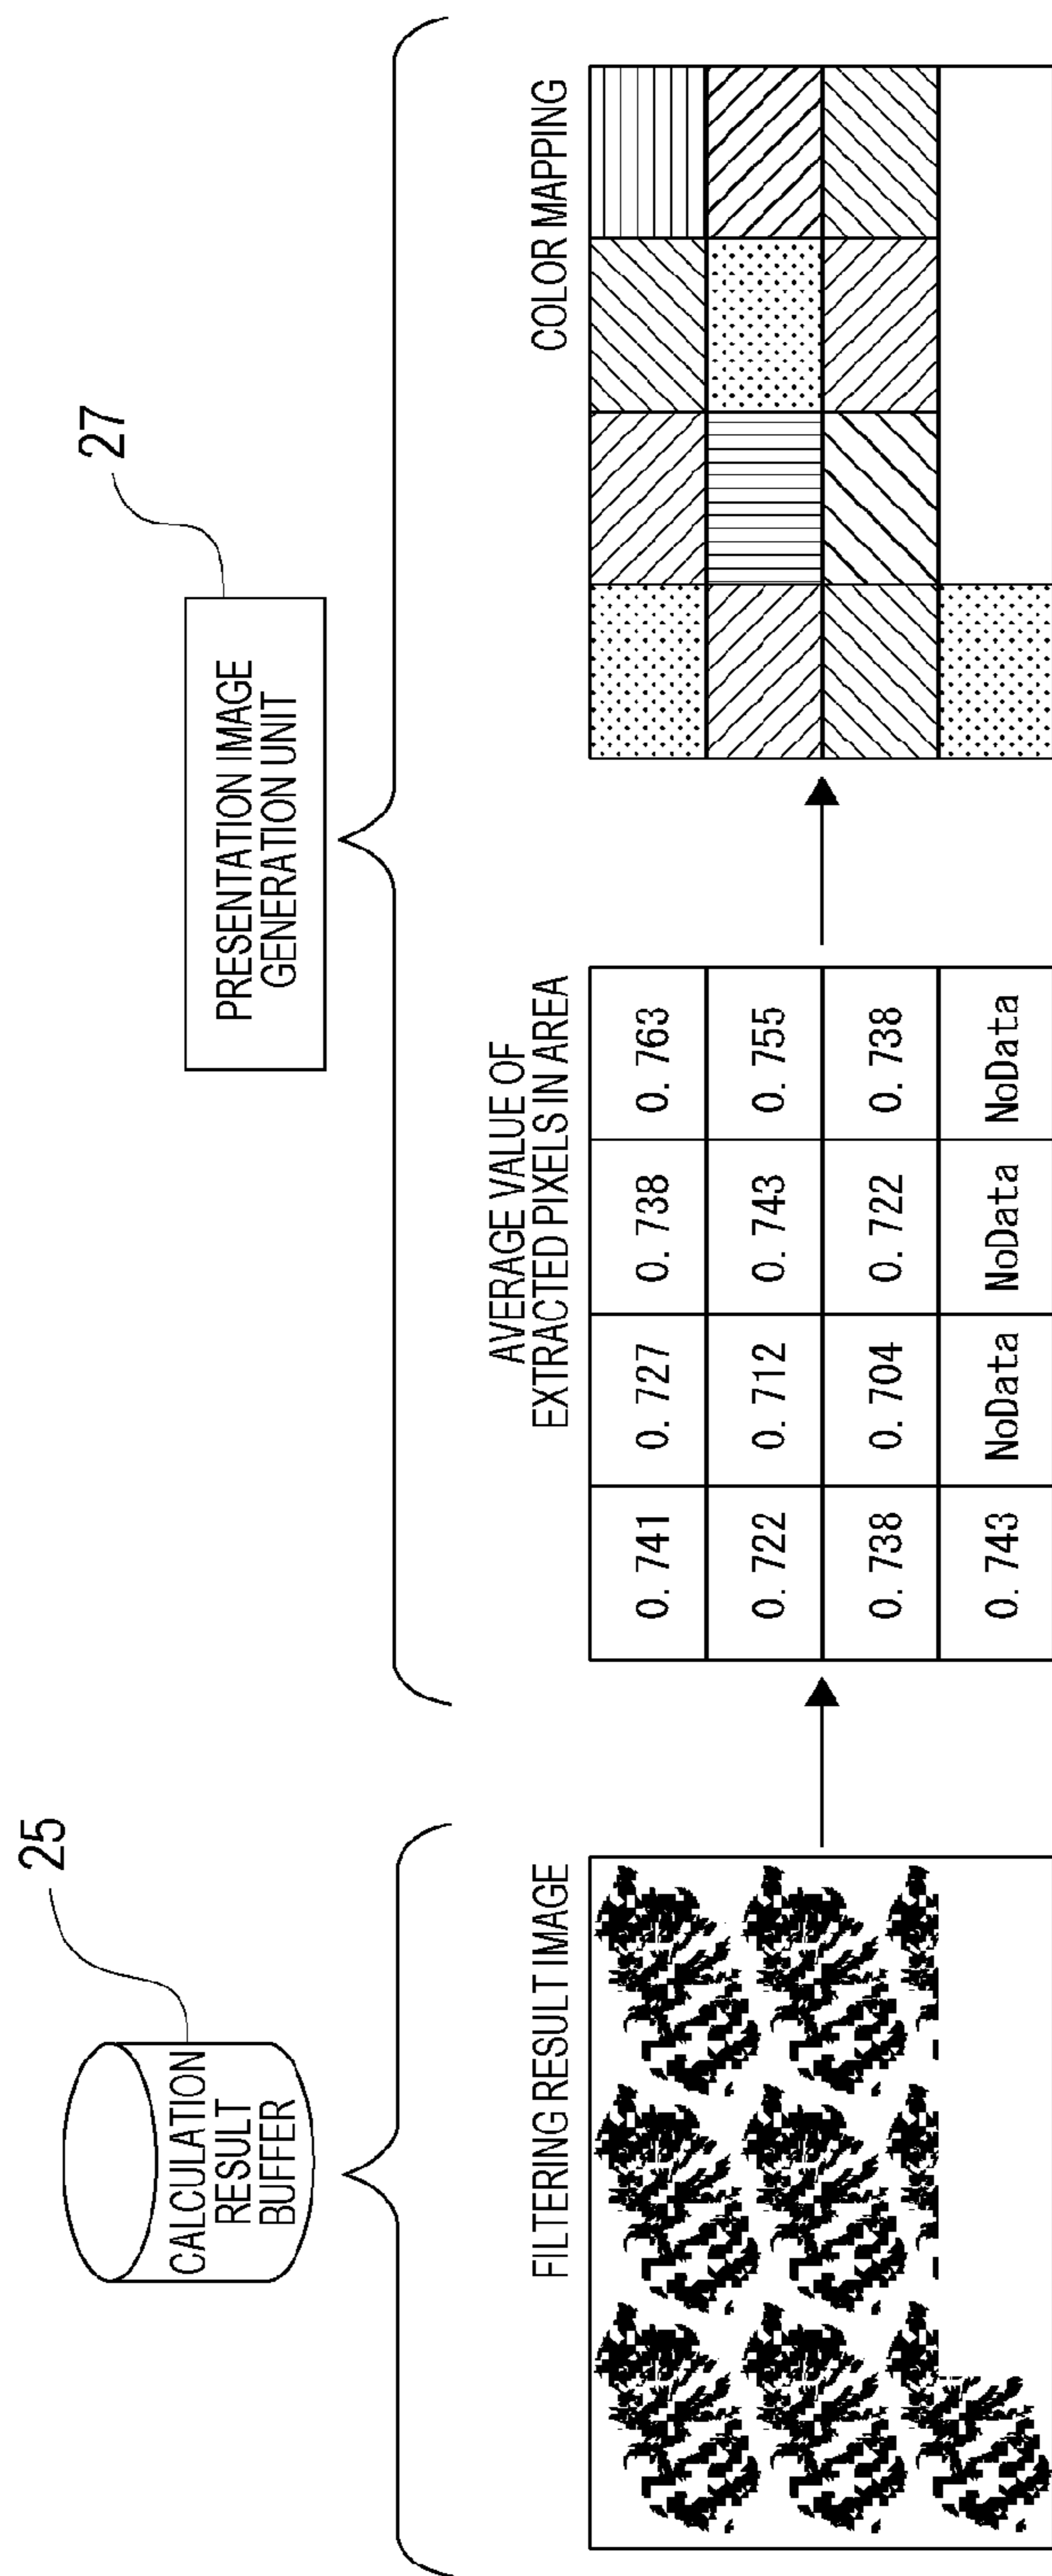 25
CALCULATION
RESULT
BUFFER
27
PRESENTATION IMAGE
GENERATION UNIT
FILTERING RESULT IMAGE
AVERAGE VALUE OF
EXTRACTED PIXELS IN AREA
0. 741 0. 727 0. 738 0. 763
0. 722 0. 712 0. 743 0. 755
0. 738 0. 704 0. 722 0. 738
0. 743 NoData NoData NoData
COLOR MAPPING